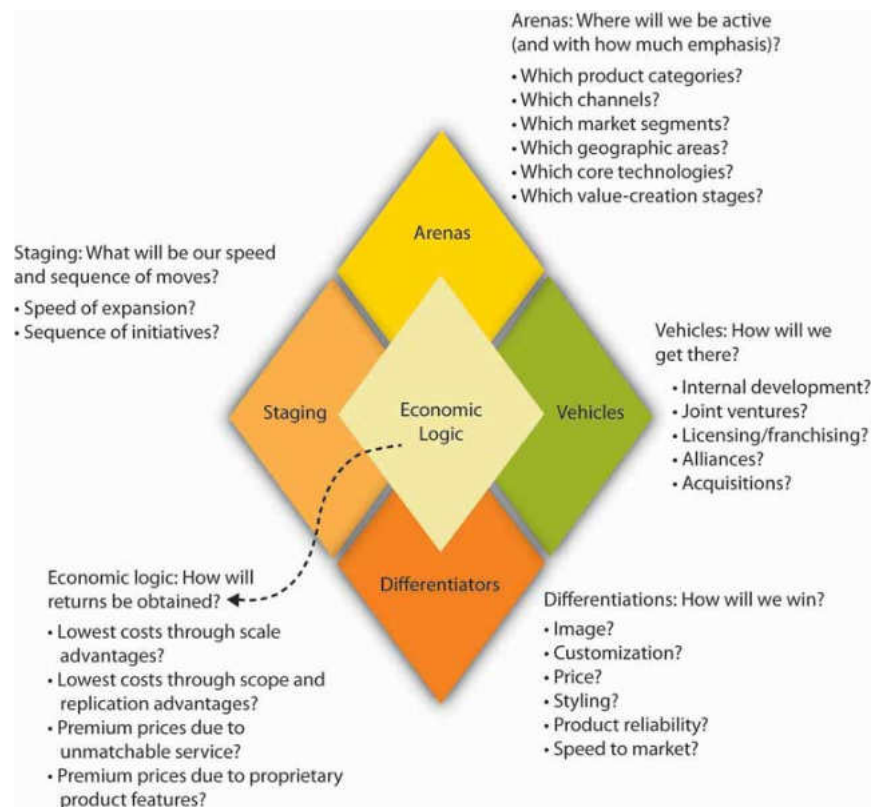 Arenas: Where will we be active
(and with how much emphasis)?
• Which product categories?
• Which channels?
• Which market segments?
• Which geographic areas?
• Which core technologies?
• Which value-creation stages?
Arenas
Staging: What will be our speed
and sequence of moves?
• Speed of expansion?
• Sequence of initiatives?
Vehicles: How will we
get there?
• Internal development?
• Joint ventures?
• Licensing/franchising?
• Alliances?
• Acquisitions?
Staging
Economic
Logic
Vehicles
Differentiators
Economic logic: How will
returns be obtained?
• Lowest costs through scale
advantages?
• Lowest costs through scope and
replication advantages?
• Premium prices due to
unmatchable service?
• Premium prices due to proprietary
product features?
Differentiations: How will we win?
• Image?
• Customization?
• Price?
• Styling?
• Product reliability?
• Speed to market?